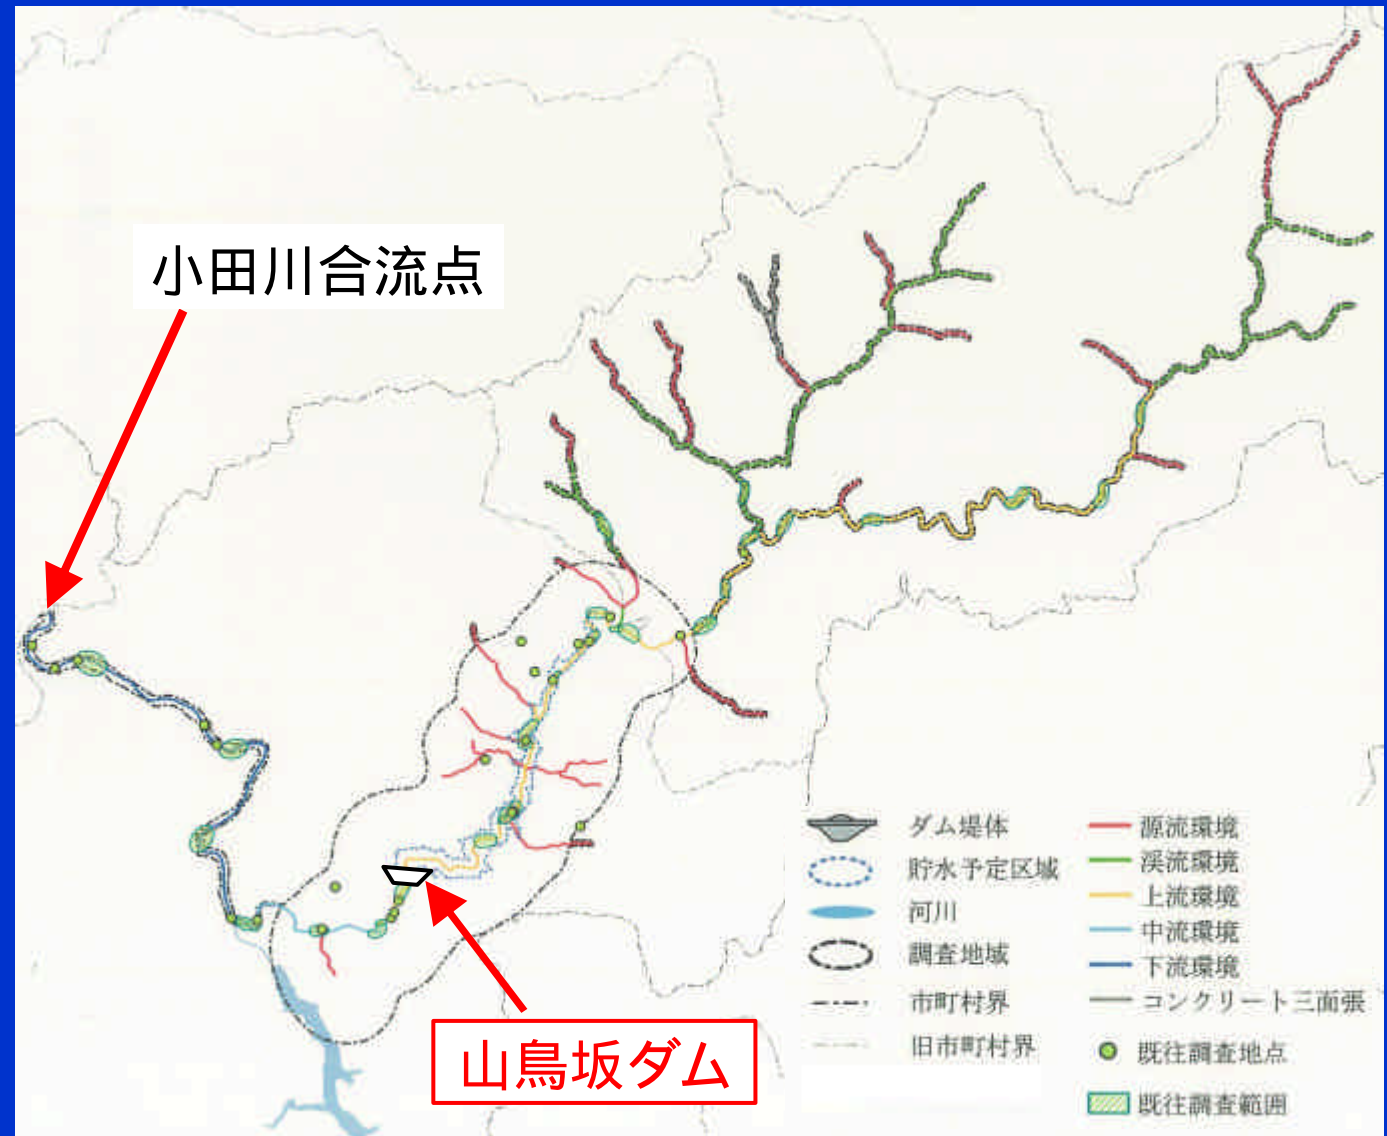 小田川合流点
山鳥坂ダム
ダム堤体
貯水予定区域
河川
調査地域
市町村界
旧市町村界
源流環境
渓流環境
上流環境
中流環境
下流環境
コンクリート三面張
既往調査地点
既往調査範囲